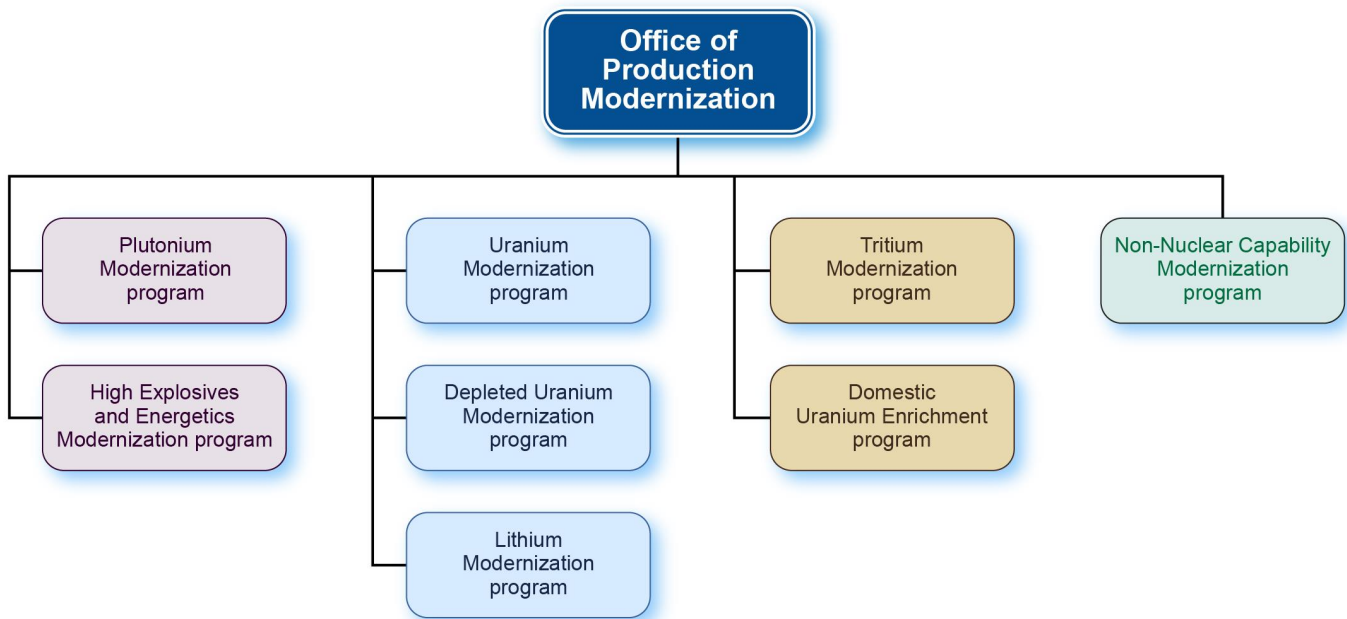 Office of
Production
Modernization
Plutonium
Modernization
program
High Explosives
and Energetics
Modernization program
Uranium
Modernization
program
Depleted Uranium
Modernization
program
Lithium
Modernization
program
Tritium
Modernization
program
Domestic
Uranium Enrichment
program
Non-Nuclear Capability
Modernization
program